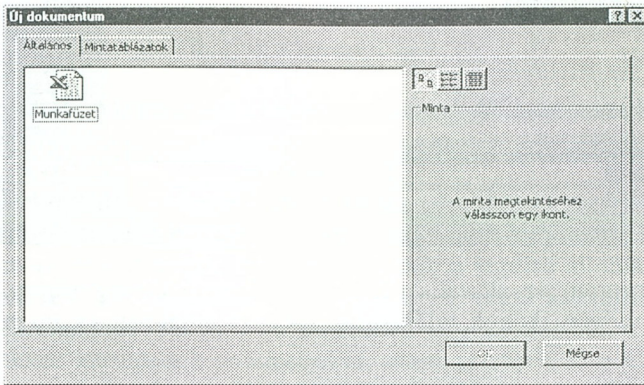 Új dokumentum
Általános
Mintatáblázatok
Munkafüzet
Minta
A minta megtekintéséhez
válasszon egy ikont.
OK
Mégse